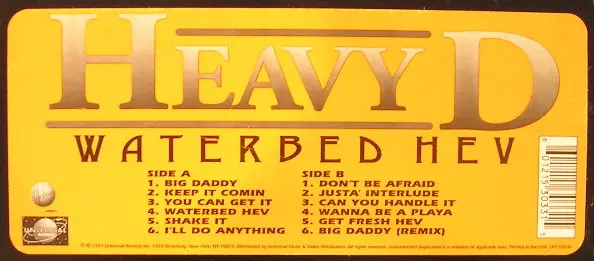 HEAVY D
WATERBED HEV
SIDE A
1. BIG DADDY
2. KEEP IT COMIN
3. YOU CAN GET IT
4. WATERBED HEV
5. SHAKE IT
6. I'LL DO ANYTHING
SIDE B
1. DON'T BE AFRAID
2. JUSTA' INTERLUDE
3. CAN YOU HANDLE IT
4. WANNA BE A PLAYA
5. GET FRESH HEV
6. BIG DADDY (REMIX)
UNIVERSAL